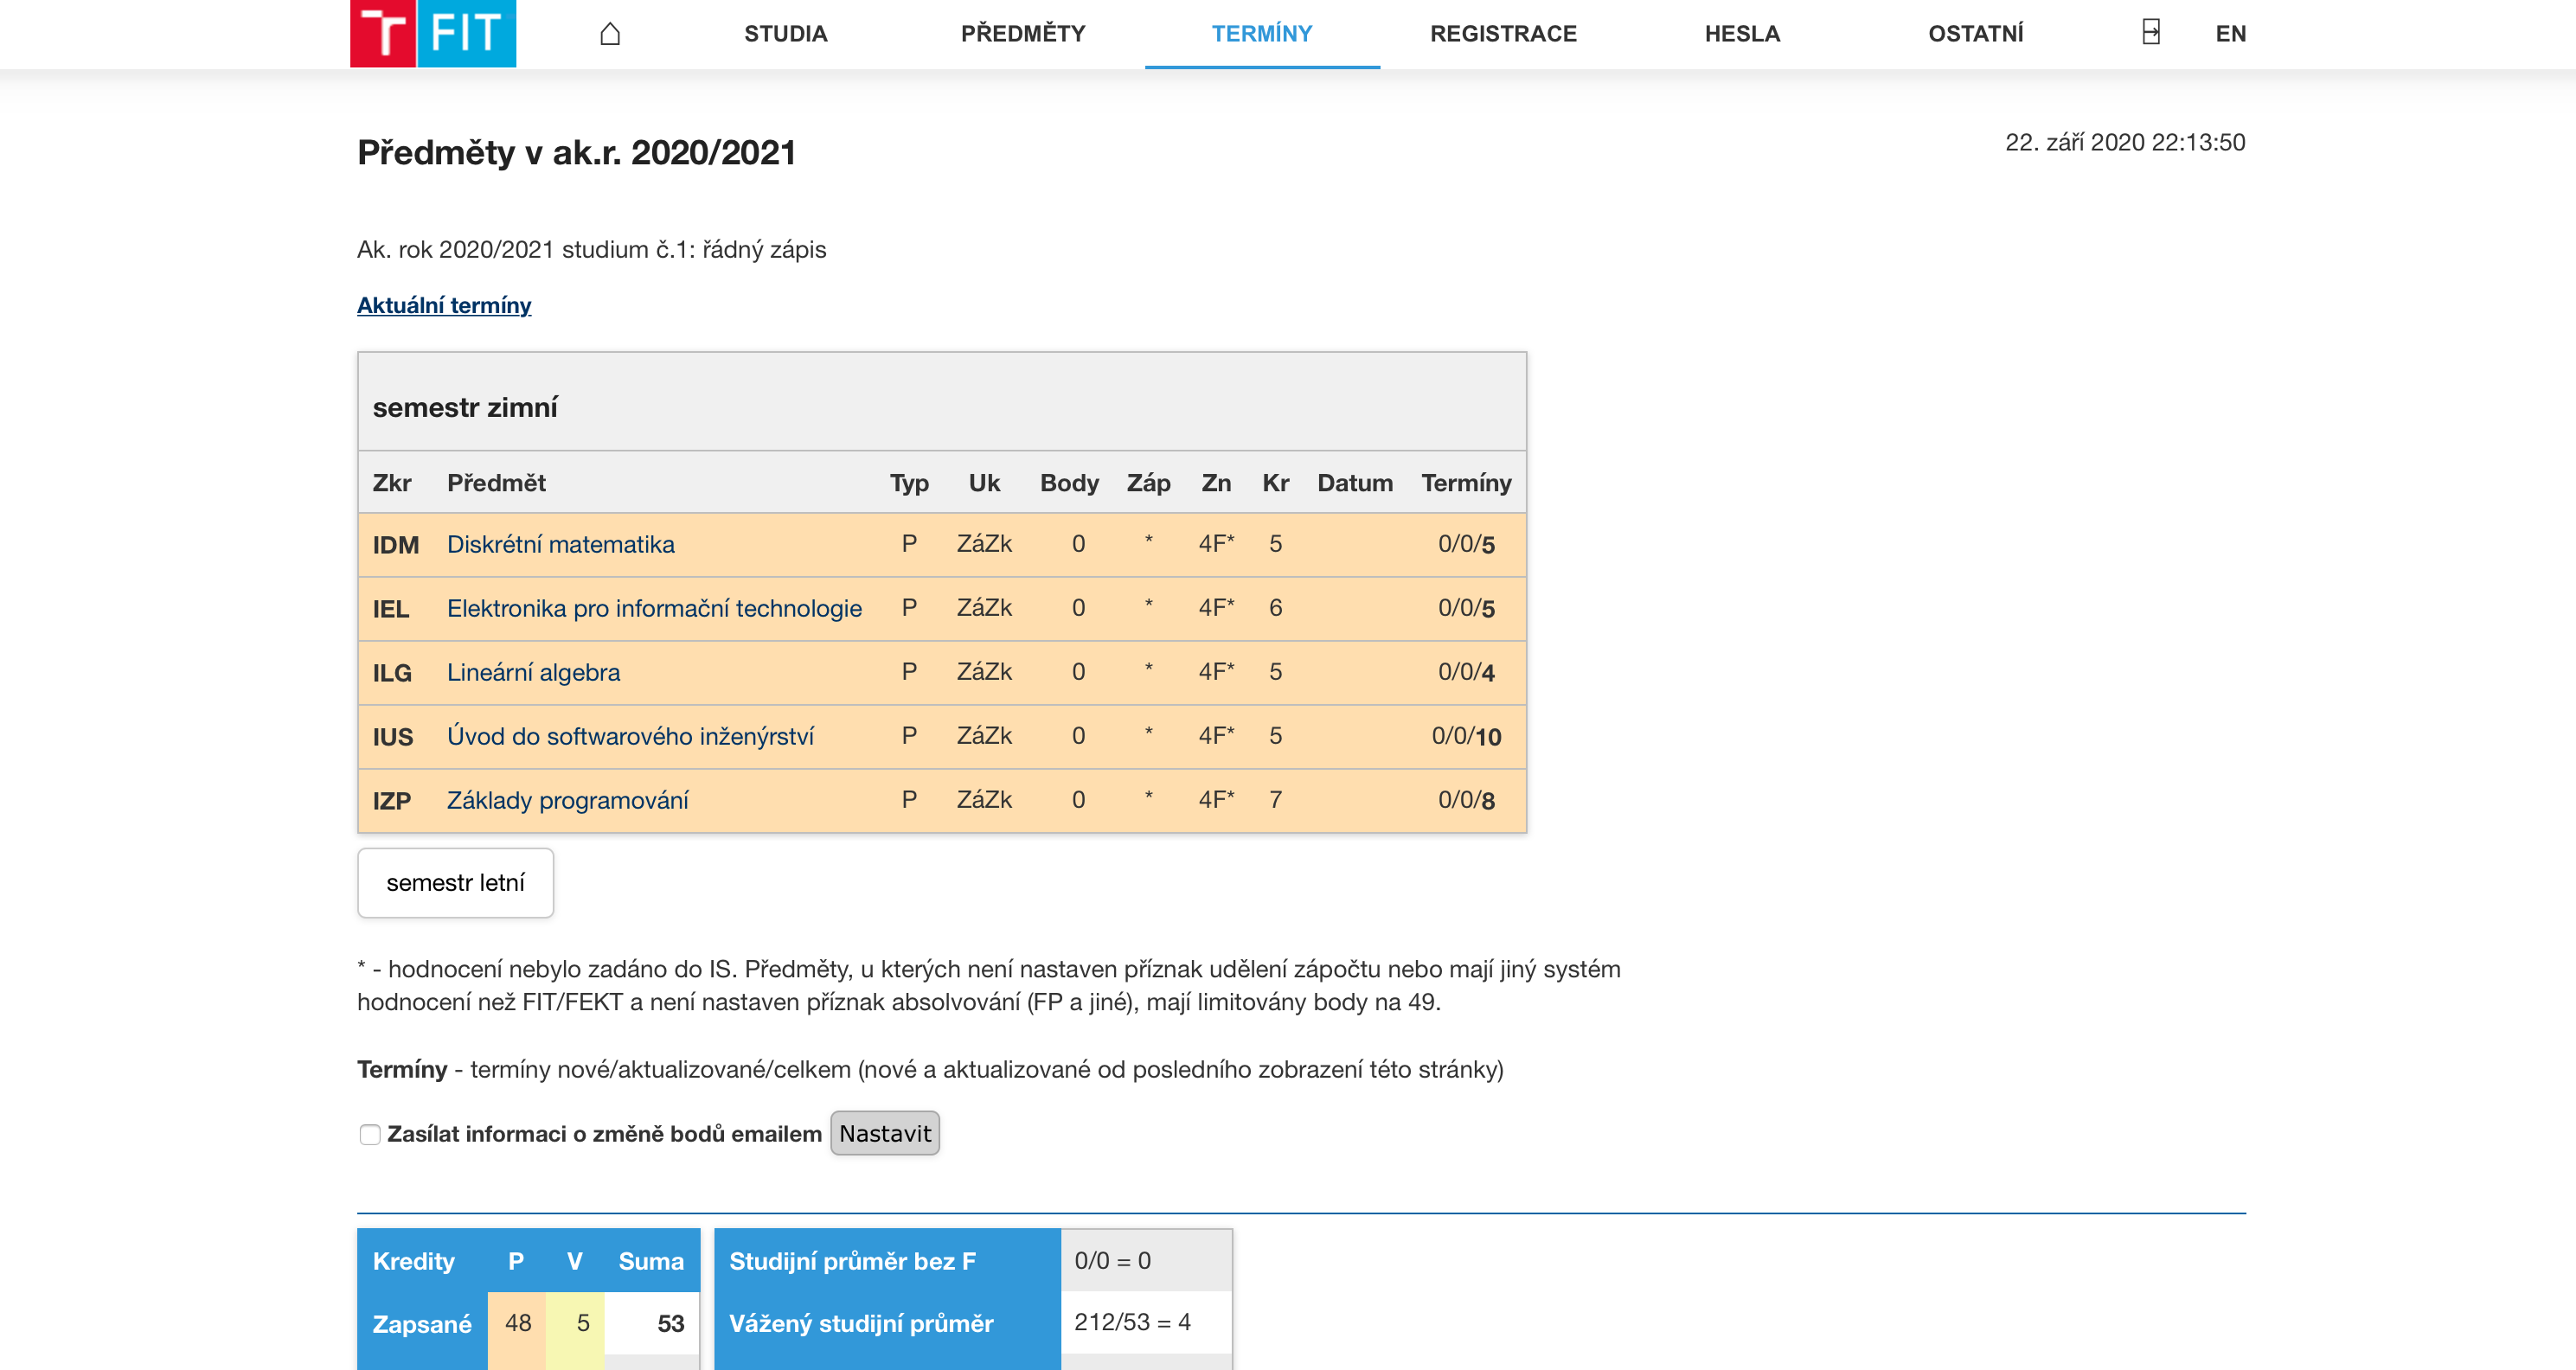 T FIT STUDIA PŘEDMĚTY TERMÍNY REGISTRACE HESLA OSTATNÍ EN
Předměty v ak.r. 2020/2021
22. září 2020 22:13:50
Ak. rok 2020/2021 studium č.1: řádný zápis
Aktuální termíny
semestr zimní
Zkr Předmět Typ Uk Body Záp Zn Kr Datum Termíny
IDM Diskrétní matematika P ZáZk 0 * 4F* 5 0/0/5
IEL Elektronika pro informační technologie P ZáZk 0 * 4F* 6 0/0/5
ILG Lineární algebra P ZáZk 0 * 4F* 5 0/0/4
IUS Úvod do softwarového inženýrství P ZáZk 0 * 4F* 5 0/0/10
IZP Základy programování P ZáZk 0 * 4F* 7 0/0/8
semestr letní
* - hodnocení nebylo zadáno do IS. Předměty, u kterých není nastaven příznak udělení zápočtu nebo mají jiný systém
hodnocení než FIT/FEKT a není nastaven příznak absolvování (FP a jiné), mají limitovány body na 49.
Termíny - termíny nové/aktualizované/celkem (nové a aktualizované od posledního zobrazení této stránky)
Zasílat informaci o změně bodů emailem Nastavit
Kredity P V Suma
Zapsané 48 5 53
Studijní průměr bez F 0/0 = 0
Vážený studijní průměr 212/53 = 4